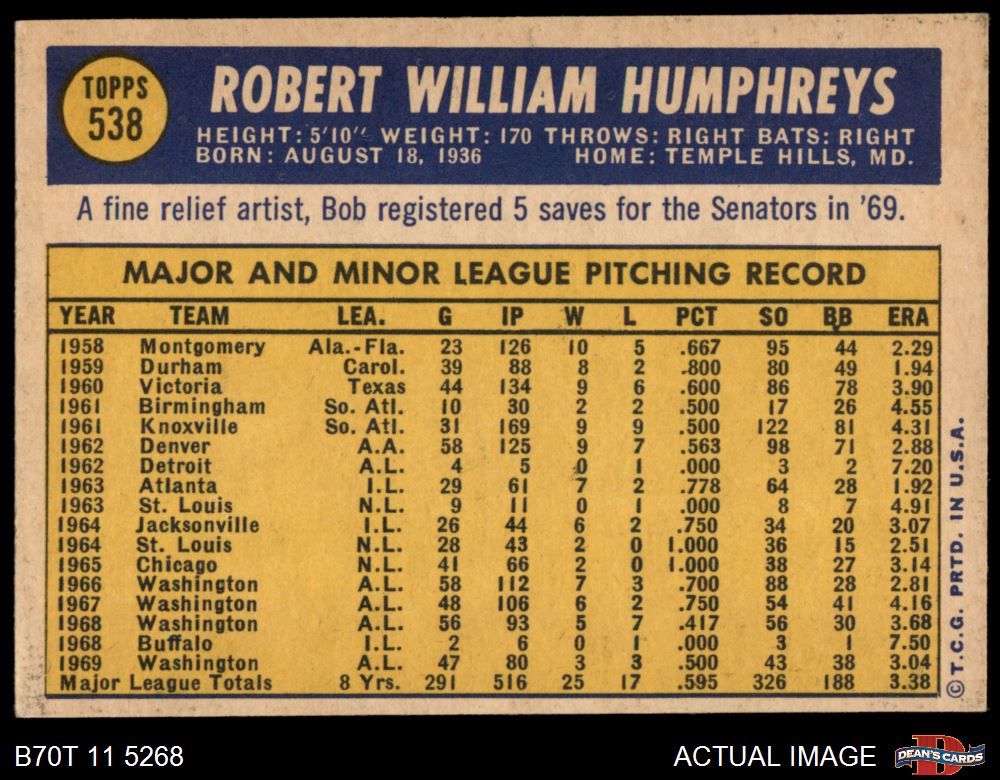 TOPPS
538
ROBERT WILLIAM HUMPHREYS
HEIGHT: 5'10" WEIGHT: 170 THROWS: RIGHT BATS: RIGHT
BORN: AUGUST 18, 1936 HOME: TEMPLE HILLS, MD.
A fine relief artist, Bob registered 5 saves for the Senators in '69.
MAJOR AND MINOR LEAGUE PITCHING RECORD
YEAR TEAM LEA. G IP W L PCT SO BB ERA
1958 Montgomery Ala.-Fla. 23 126 10 5 .667 95 44 2.29
1959 Durham Carol. 39 88 8 2 .800 80 49 1.94
1960 Victoria Texas 44 134 9 6 .600 86 78 3.90
1961 Birmingham So. Atl. 10 30 2 2 .500 17 26 4.55
1961 Knoxville So. Atl. 31 169 9 9 .500 122 81 4.31
1962 Denver A.A. 58 125 9 7 .563 98 71 2.88
1962 Detroit A.L. 4 5 0 1 .000 3 2 7.20
1963 Atlanta I.L. 29 61 7 2 .778 64 28 1.92
1963 St. Louis N.L. 9 11 0 1 .000 8 7 4.91
1964 Jacksonville I.L. 26 44 6 2 .750 34 20 3.07
1964 St. Louis N.L. 28 43 2 0 1.000 36 15 2.51
1965 Chicago N.L. 41 66 2 0 1.000 38 27 3.14
1966 Washington A.L. 58 112 7 3 .700 88 28 2.81
1967 Washington A.L. 48 106 6 2 .750 54 41 4.16
1968 Washington A.L. 56 93 5 7 .417 56 30 3.68
1968 Buffalo I.L. 2 6 0 1 .000 3 1 7.50
1969 Washington A.L. 47 80 3 3 .500 43 38 3.04
Major League Totals 8 Yrs. 291 516 25 17 .595 326 188 3.38
©T.C.G. PRTD. IN U.S.A.
B70T 11 5268
ACTUAL IMAGE
D
DEAN'S CARDS